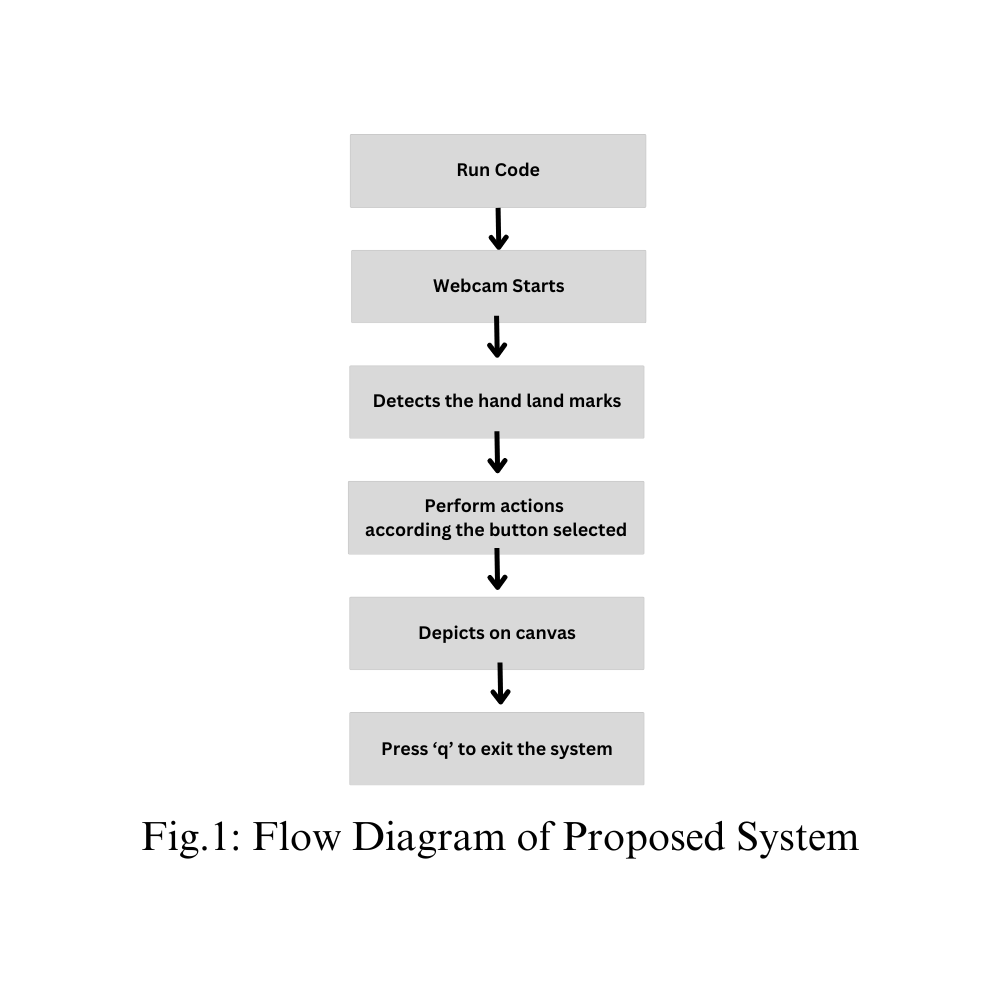 Run Code
Webcam Starts
Detects the hand land marks
Perform actions
according the button selected
Depicts on canvas
Press ‘q’ to exit the system
Fig.1: Flow Diagram of Proposed System